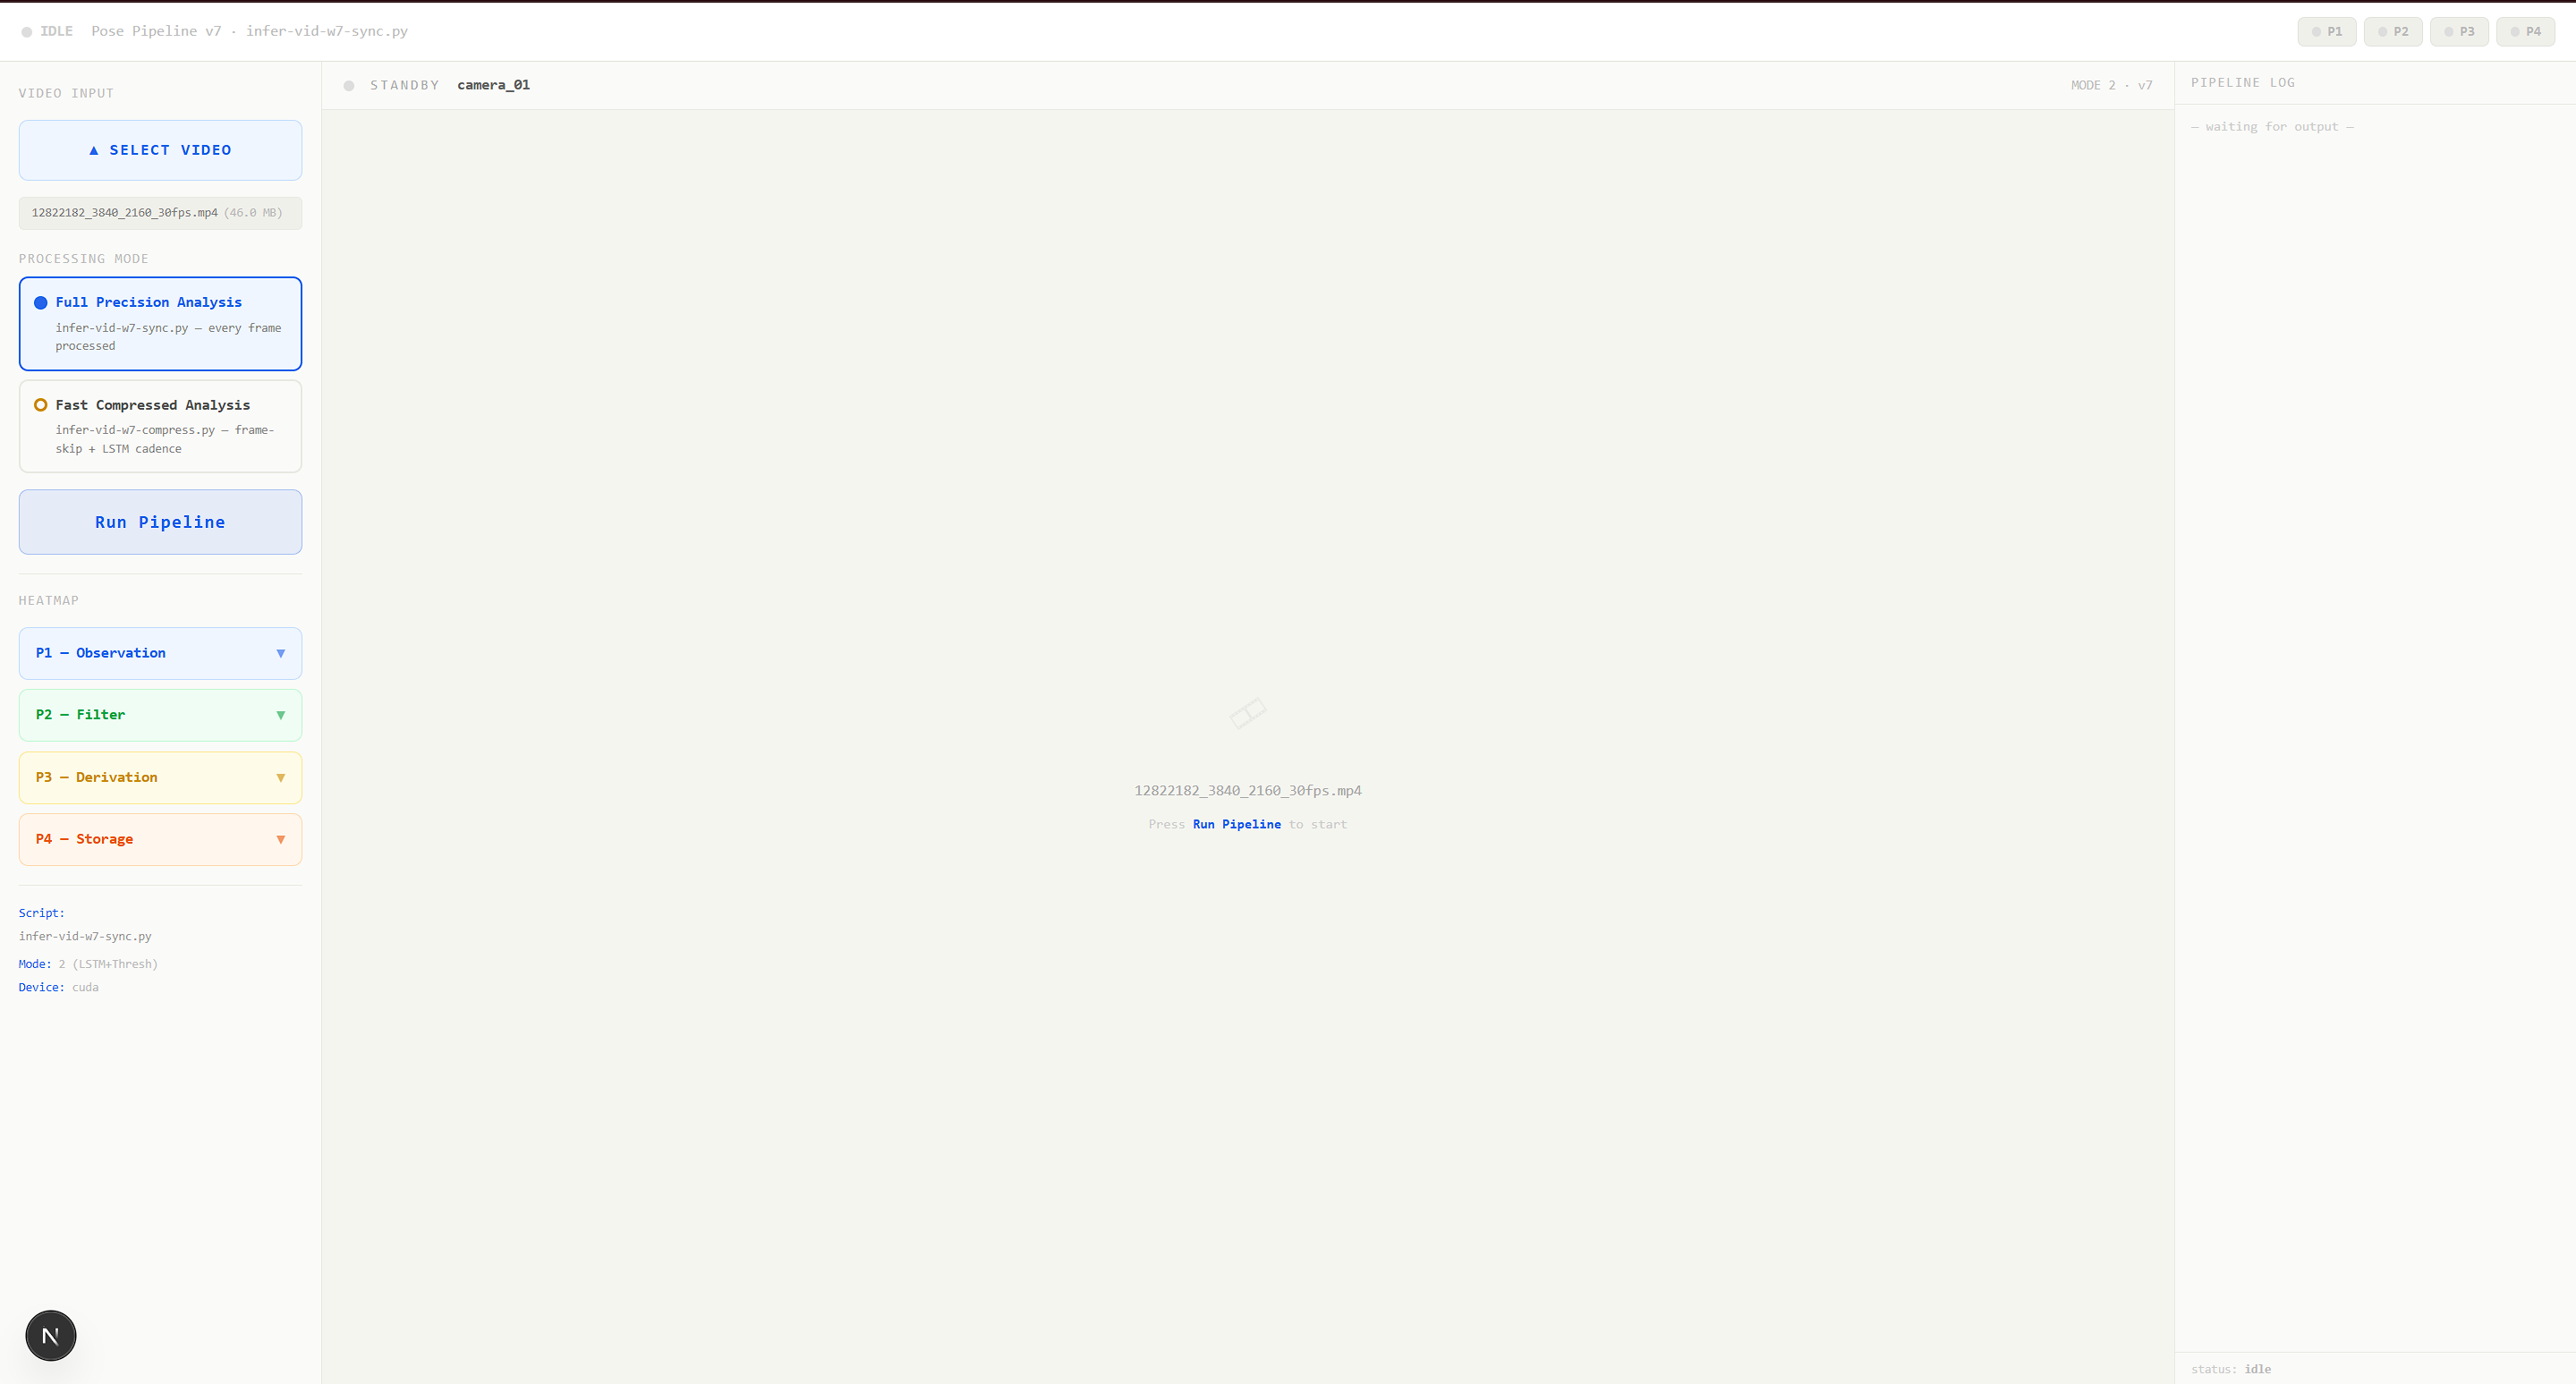 IDLE Pose Pipeline v7 · infer-vid-w7-sync.py
P1 P2 P3 P4
VIDEO INPUT
▲ SELECT VIDEO
12822182_3840_2160_30fps.mp4 (46.0 MB)
PROCESSING MODE
Full Precision Analysis
infer-vid-w7-sync.py — every frame
processed
Fast Compressed Analysis
infer-vid-w7-compress.py — frame-
skip + LSTM cadence
Run Pipeline
HEATMAP
P1 — Observation ▼
P2 — Filter ▼
P3 — Derivation ▼
P4 — Storage ▼
Script:
infer-vid-w7-sync.py
Mode: 2 (LSTM+Thresh)
Device: cuda
N
STANDBY camera_01
MODE 2 · v7
12822182_3840_2160_30fps.mp4
Press Run Pipeline to start
PIPELINE LOG
— waiting for output —
status: idle